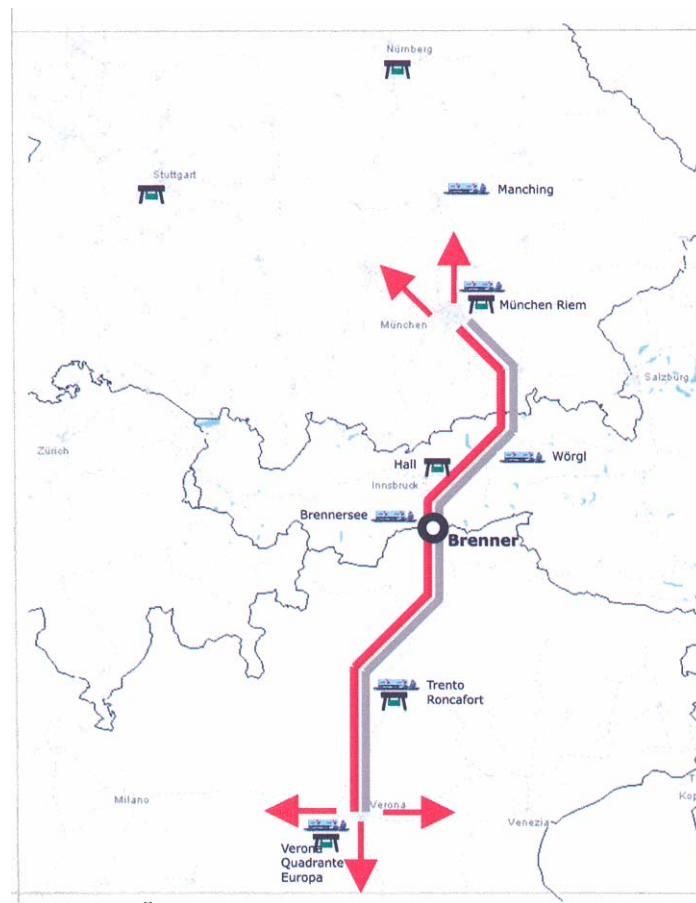 Nürnberg
Stuttgart
Manching
München Riem
München
Salzburg
Zürich
Hall
Wörgl
Innsbruck
Brennersee
Brenner
Trento
Roncafort
Milano
Verona
Venezia
Verona
Quadrante
Europa